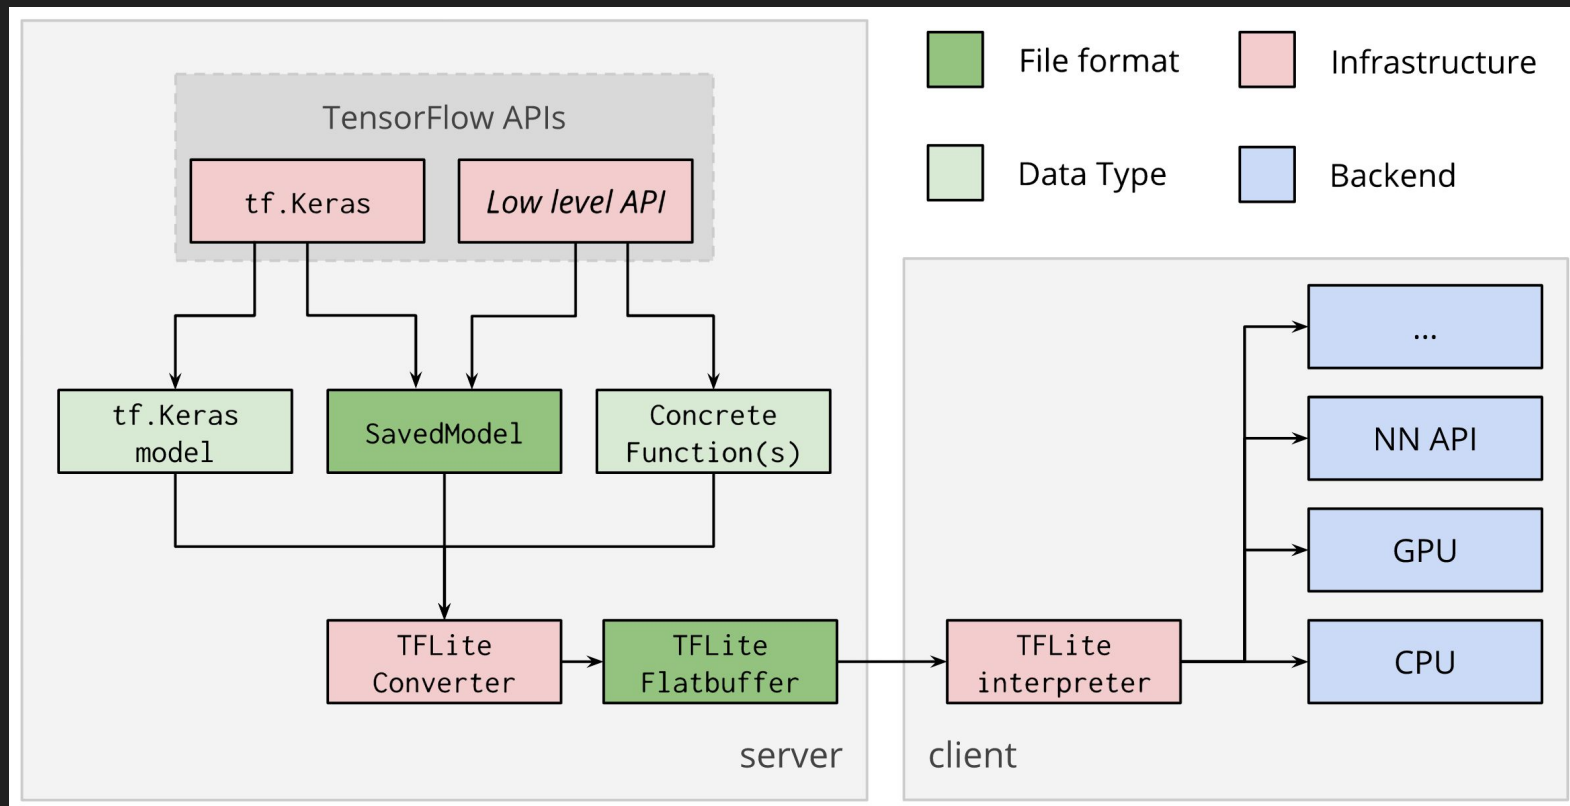 TensorFlow APIs
tf.Keras
Low level API
tf.Keras
model
SavedModel
Concrete
Function(s)
TFLite
Converter
TFLite
Flatbuffer
server
File format
Infrastructure
Data Type
Backend
...
NN API
GPU
CPU
TFLite
interpreter
client